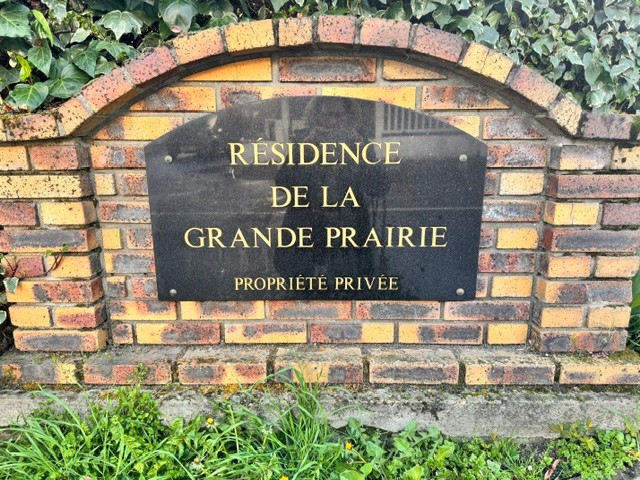 RÉSIDENCE
DE LA
GRANDE PRAIRIE
PROPRIÉTÉ PRIVÉE